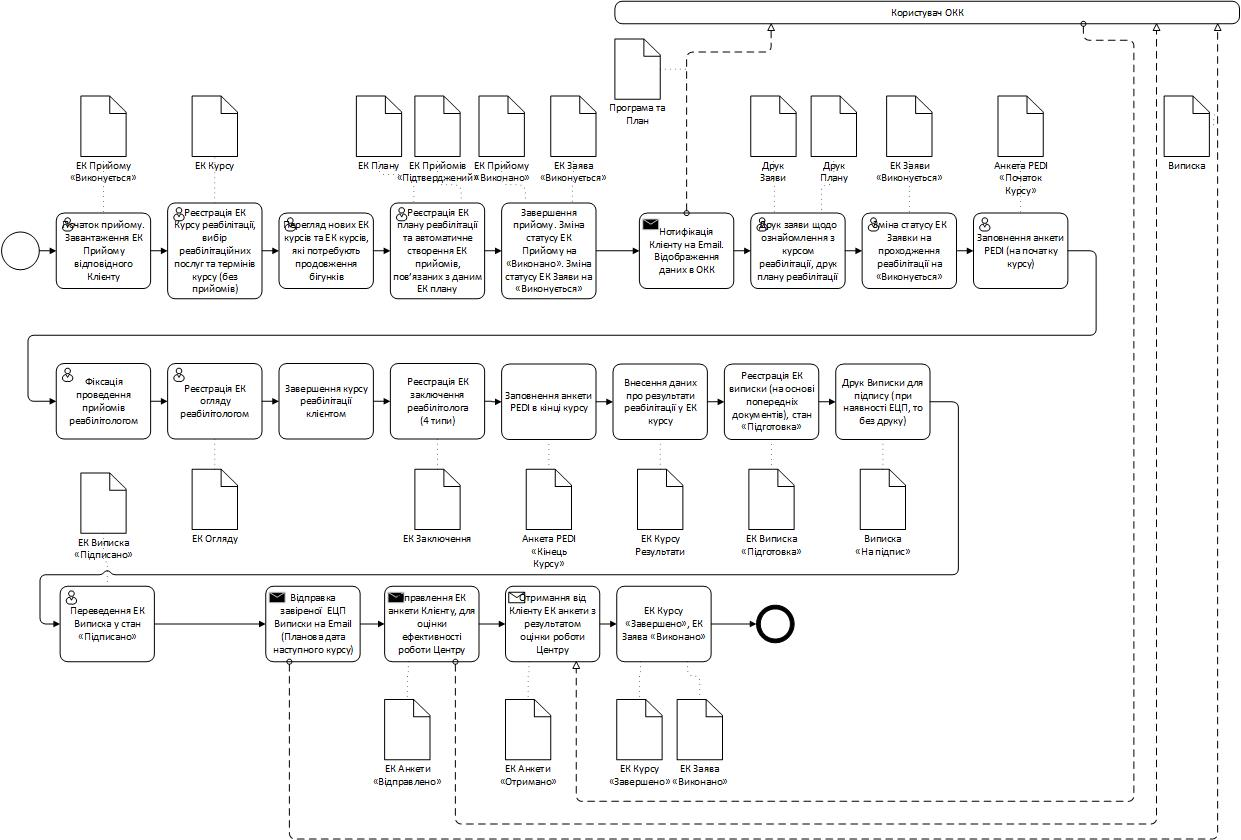 Користувач ОКК
Програма та
План
ЕК Прийому
«Виконується»
ЕК Курсу
ЕК Плану
ЕК Прийомів
«Підтверджений»
ЕК Прийому
«Виконано»
ЕК Заява
«Виконується»
Друк
Заяви
Друк
Плану
ЕК Заяви
«Виконується»
Анкета PEDI
«Початок
Курсу»
Виписка
Початок прийому.
Завантаження ЕК
Прийому
відповідного
Клієнту
Реєстрація ЕК
Курсу реабілітації,
вибір
реабілітаційних
послуг та термінів
курсу (без
прийомів)
Перегляд нових ЕК
курсів та ЕК курсів,
які потребують
продовження
бігунків
Реєстрація ЕК
плану реабілітації
та автоматичне
створення ЕК
прийомів,
пов’язаних з даним
ЕК плану
Завершення
прийому. Зміна
статусу ЕК
Прийому на
«Виконано». Зміна
статусу ЕК Заяви на
«Виконується»
Нотифікація
Клієнту на Email.
Відображення
даних в ОКК
Друк заяви щодо
ознайомлення з
курсом
реабілітації, друк
плану реабілітації
Зміна статусу ЕК
Заявки на
проходження
реабілітації на
«Виконується»
Заповнення анкети
PEDI (на початку
курсу)
Фіксація
проведення
прийомів
реабілітологом
Реєстрація ЕК
огляду
реабілітологом
Завершення курсу
реабілітації
клієнтом
Реєстрація ЕК
заключення
реабілітолога
(4 типи)
Заповнення анкети
PEDI в кінці курсу
Внесення даних
про результати
реабілітації у ЕК
курсу
Реєстрація ЕК
виписки (на основі
попередніх
документів), стан
«Підготовка»
Друк Виписки для
підпису (при
наявності ЕЦП, то
без друку)
ЕК Виписка
«Підписано»
ЕК Огляду
ЕК Заключення
Анкета PEDI
«Кінець
Курсу»
ЕК Курсу
Результати
ЕК Виписка
«Підготовка»
Виписка
«На підпис»
Переведення ЕК
Виписка у стан
«Підписано»
Відправка
завіреної ЕЦП
Виписки на Email
(Планова дата
наступного курсу)
правлення ЕК
анкети Клієнту, для
оцінки
ефективності
роботи Центру
Отримання від
Клієнту ЕК анкети з
результатом
оцінки роботи
Центру
ЕК Курсу
«Завершено», ЕК
Заява «Виконано»
ЕК Анкети
«Відправлено»
ЕК Анкети
«Отримано»
ЕК Курсу
«Завершено»
ЕК Заява
«Виконано»